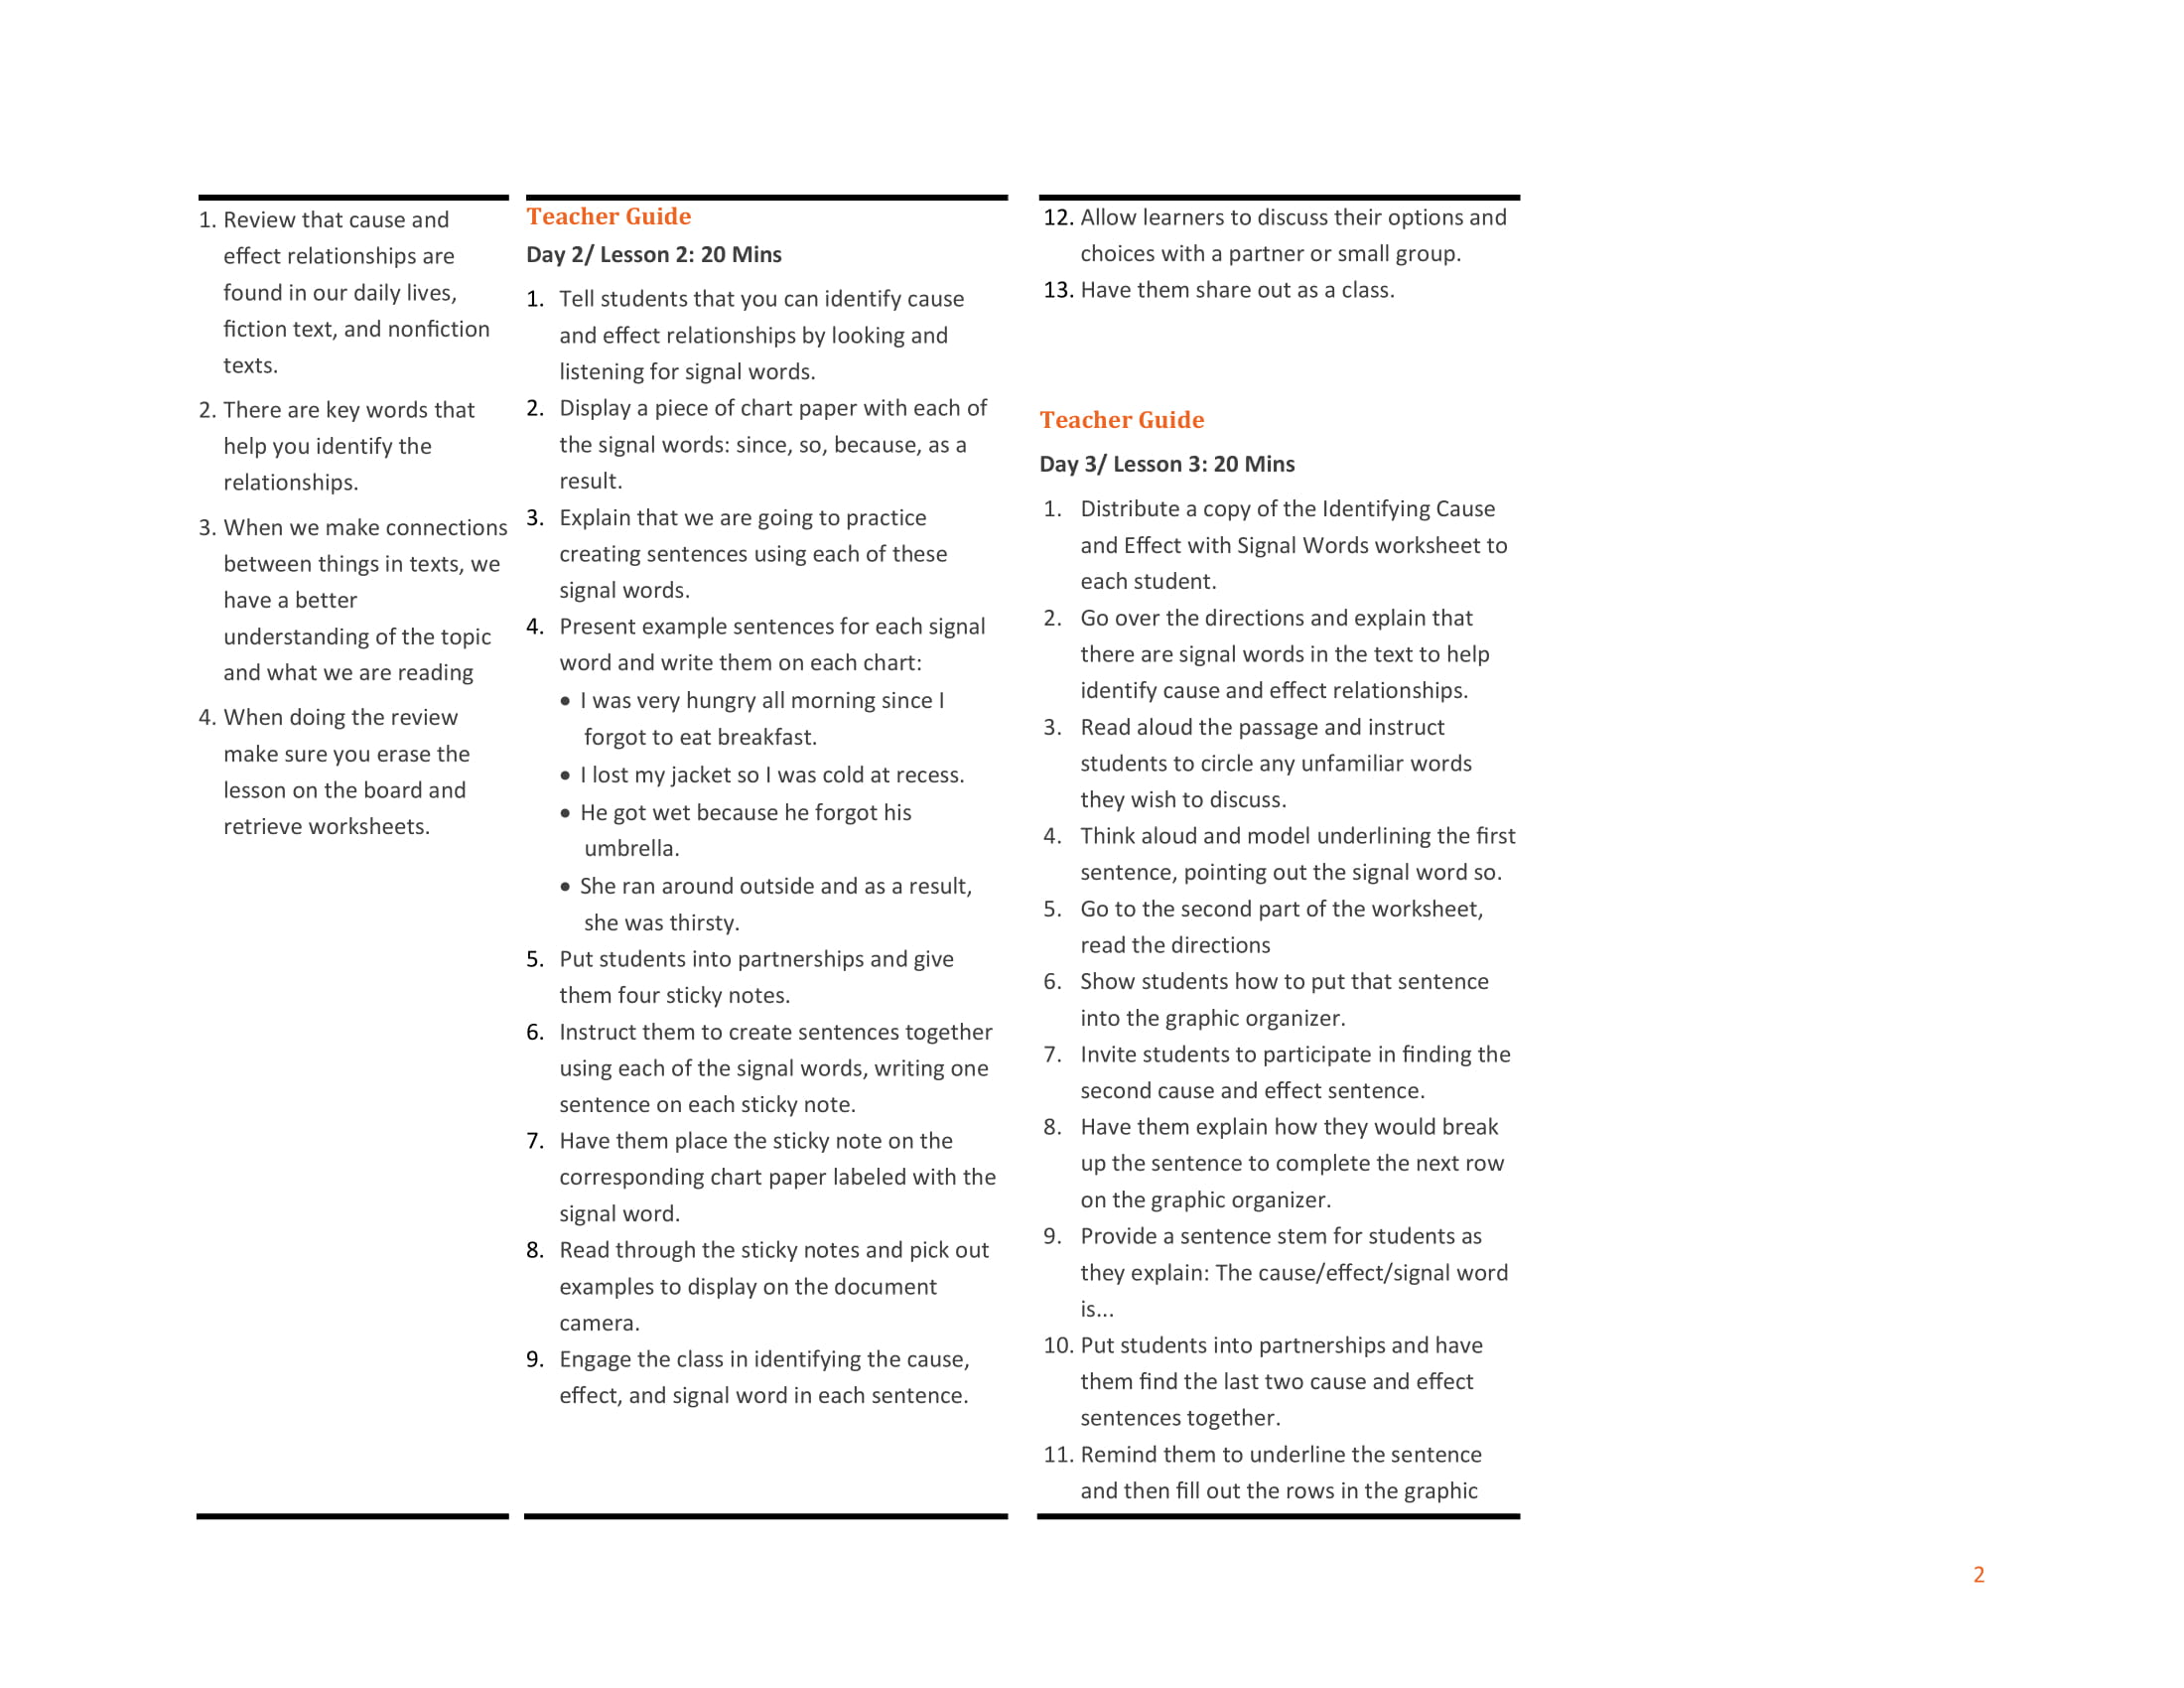 1. Review that cause and
effect relationships are
found in our daily lives,
fiction text, and nonfiction
texts.
2. There are key words that
help you identify the
relationships.
3. When we make connections
between things in texts, we
have a better
understanding of the topic
and what we are reading
4. When doing the review
make sure you erase the
lesson on the board and
retrieve worksheets.
Teacher Guide
Day 2/ Lesson 2: 20 Mins
1. Tell students that you can identify cause
and effect relationships by looking and
listening for signal words.
2. Display a piece of chart paper with each of
the signal words: since, so, because, as a
result.
3. Explain that we are going to practice
creating sentences using each of these
signal words.
4. Present example sentences for each signal
word and write them on each chart:
• I was very hungry all morning since I
forgot to eat breakfast.
• I lost my jacket so I was cold at recess.
• He got wet because he forgot his
umbrella.
• She ran around outside and as a result,
she was thirsty.
5. Put students into partnerships and give
them four sticky notes.
6. Instruct them to create sentences together
using each of the signal words, writing one
sentence on each sticky note.
7. Have them place the sticky note on the
corresponding chart paper labeled with the
signal word.
8. Read through the sticky notes and pick out
examples to display on the document
camera.
9. Engage the class in identifying the cause,
effect, and signal word in each sentence.
12. Allow learners to discuss their options and
choices with a partner or small group.
13. Have them share out as a class.
Teacher Guide
Day 3/ Lesson 3: 20 Mins
1. Distribute a copy of the Identifying Cause
and Effect with Signal Words worksheet to
each student.
2. Go over the directions and explain that
there are signal words in the text to help
identify cause and effect relationships.
3. Read aloud the passage and instruct
students to circle any unfamiliar words
they wish to discuss.
4. Think aloud and model underlining the first
sentence, pointing out the signal word so.
5. Go to the second part of the worksheet,
read the directions
6. Show students how to put that sentence
into the graphic organizer.
7. Invite students to participate in finding the
second cause and effect sentence.
8. Have them explain how they would break
up the sentence to complete the next row
on the graphic organizer.
9. Provide a sentence stem for students as
they explain: The cause/effect/signal word
is...
10. Put students into partnerships and have
them find the last two cause and effect
sentences together.
11. Remind them to underline the sentence
and then fill out the rows in the graphic
2